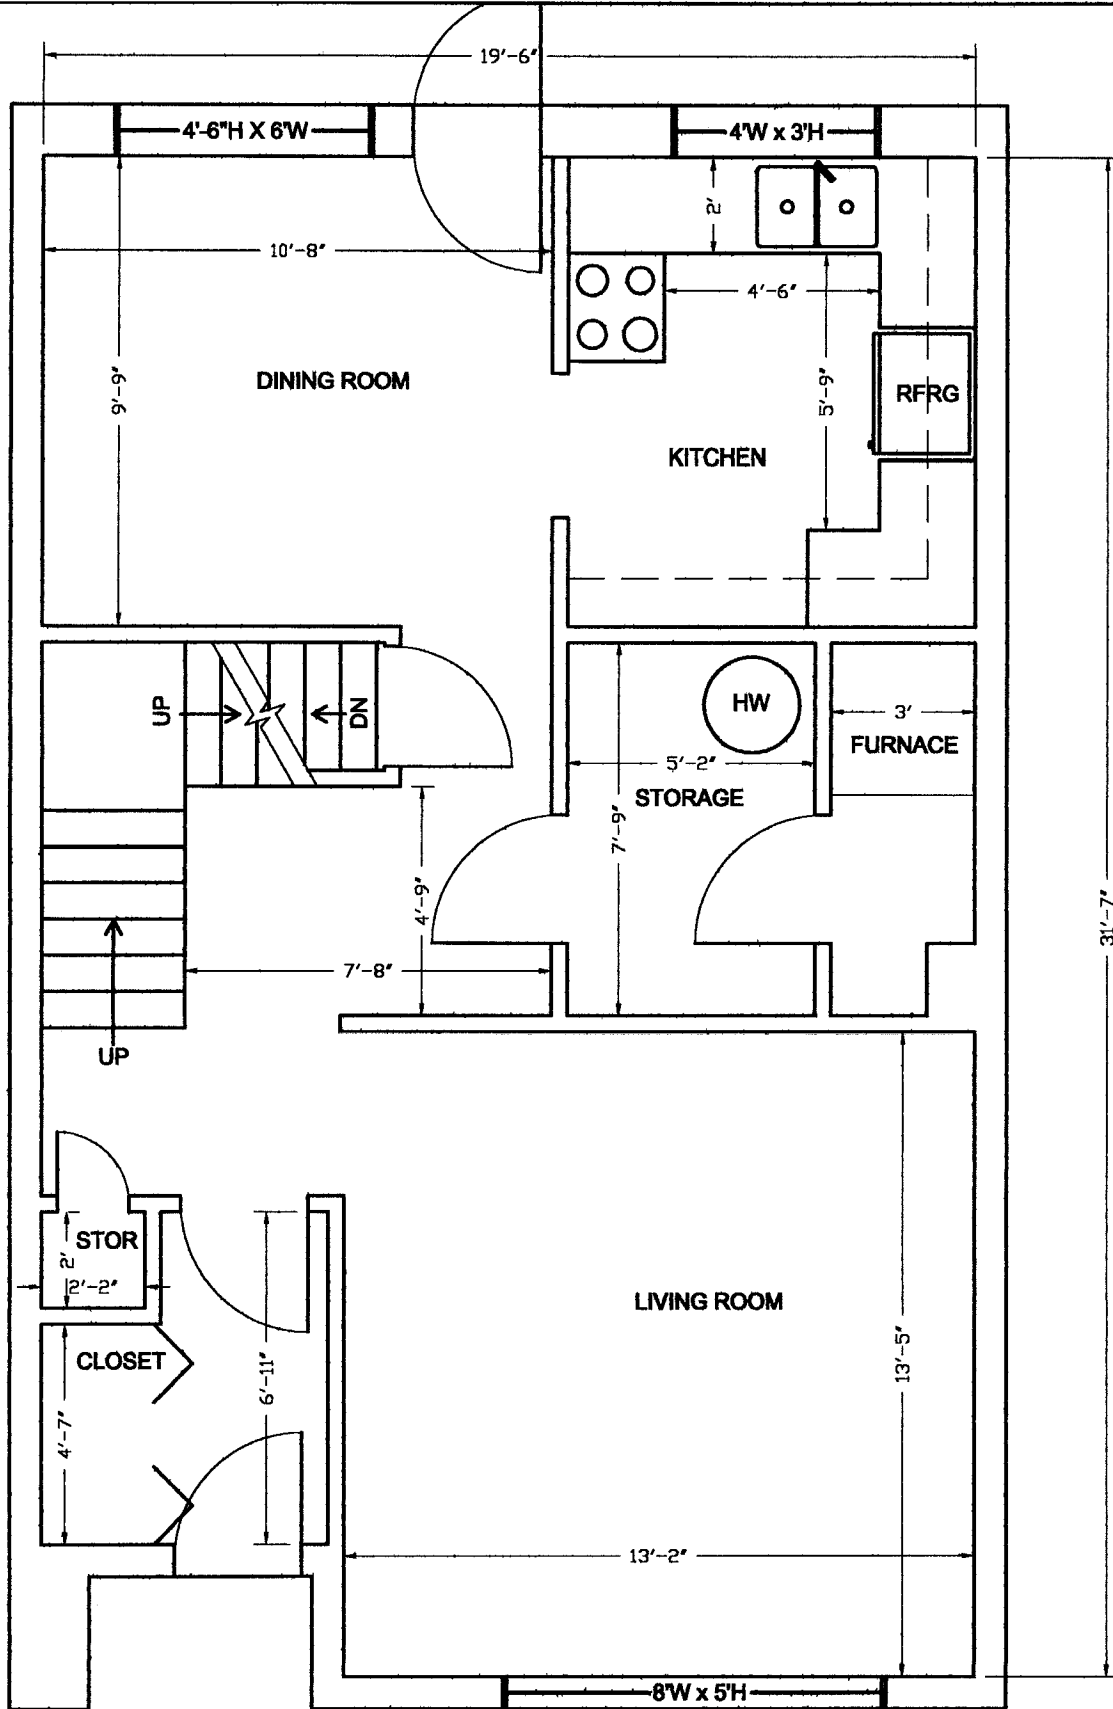 19'-6"
4'-6"H X 6'W
4'W x 3'H
2'
10'-8"
4'-6"
DINING ROOM
9'-9"
5'-9"
RFRG
KITCHEN
UP
DN
HW
3'
FURNACE
5'-2"
STORAGE
7'-9"
4'-9"
31'-7"
7'-8"
UP
STOR
2'
2'-2"
LIVING ROOM
CLOSET
13'-5"
6'-11"
4'-7"
13'-2"
8'W x 5'H